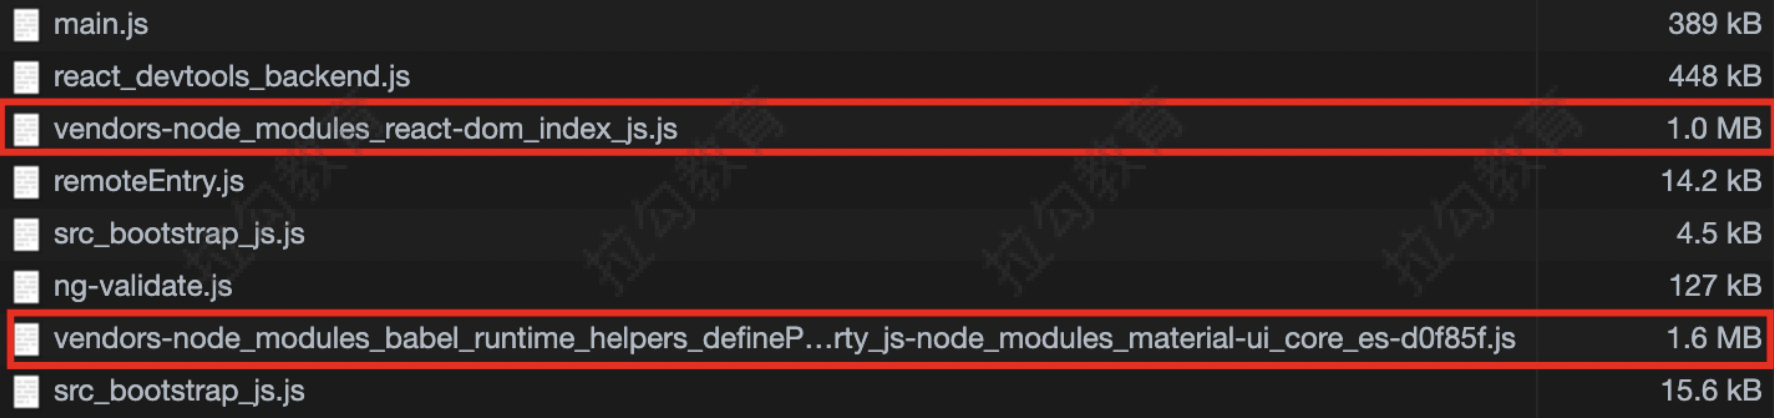 main.js 389 kB
react_devtools_backend.js 448 kB
vendors-node_modules_react-dom_index_js.js 1.0 MB
remoteEntry.js 14.2 kB
src_bootstrap_js.js 4.5 kB
ng-validate.js 127 kB
vendors-node_modules_babel_runtime_helpers_defineP...rty_js-node_modules_material-ui_core_es-d0f85f.js 1.6 MB
src_bootstrap_js.js 15.6 kB
拉勾教育
拉勾教育
拉勾教育
拉勾教育